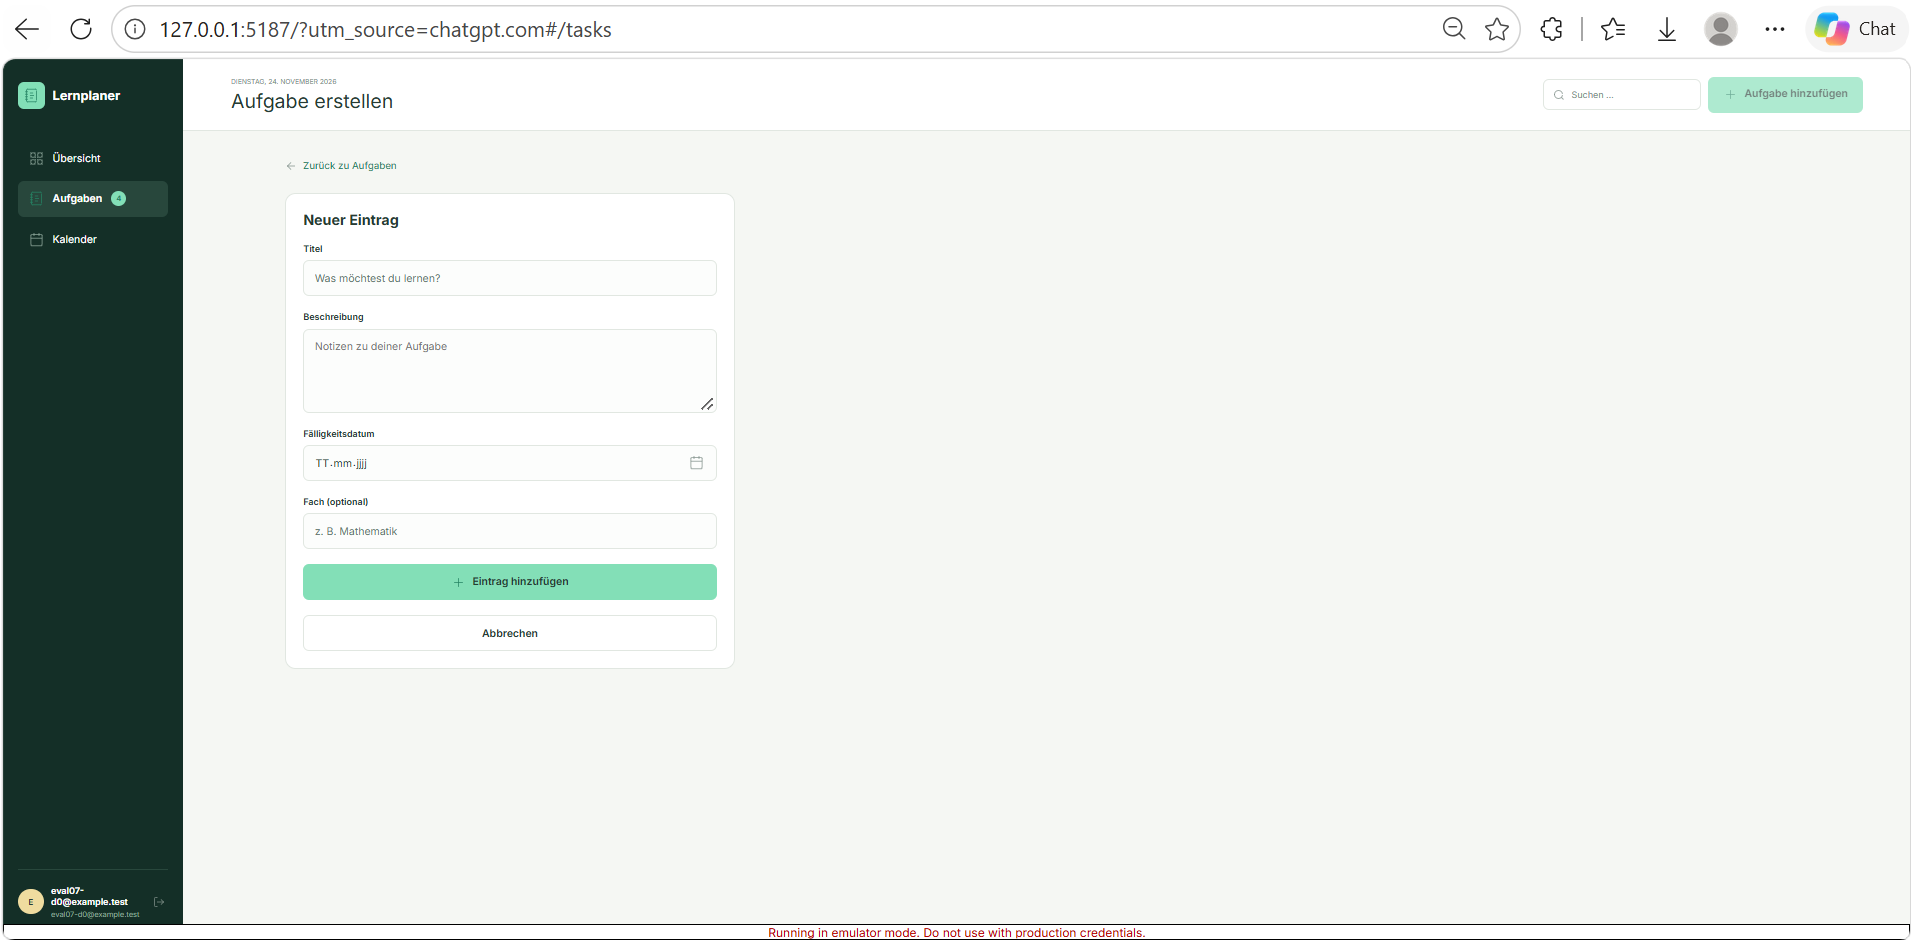 127.0.0.1:5187/?utm_source=chatgpt.com#/tasks
Chat
Lernplaner
Übersicht
Aufgaben 4
Kalender
E
eval07-
d0@example.test
eval07-d0@example.test
DIENSTAG, 24. NOVEMBER 2026
Aufgabe erstellen
Suchen ...
Aufgabe hinzufügen
Zurück zu Aufgaben
Neuer Eintrag
Titel
Was möchtest du lernen?
Beschreibung
Notizen zu deiner Aufgabe
Fälligkeitsdatum
TT.mm.jjjj
Fach (optional)
z. B. Mathematik
Eintrag hinzufügen
Abbrechen
Running in emulator mode. Do not use with production credentials.